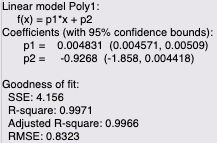 Linear model Poly1:
f(x) = p1*x + p2
Coefficients (with 95% confidence bounds):
p1 = 0.004831 (0.004571, 0.00509)
p2 = -0.9268 (-1.858, 0.004418)
Goodness of fit:
SSE: 4.156
R-square: 0.9971
Adjusted R-square: 0.9966
RMSE: 0.8323